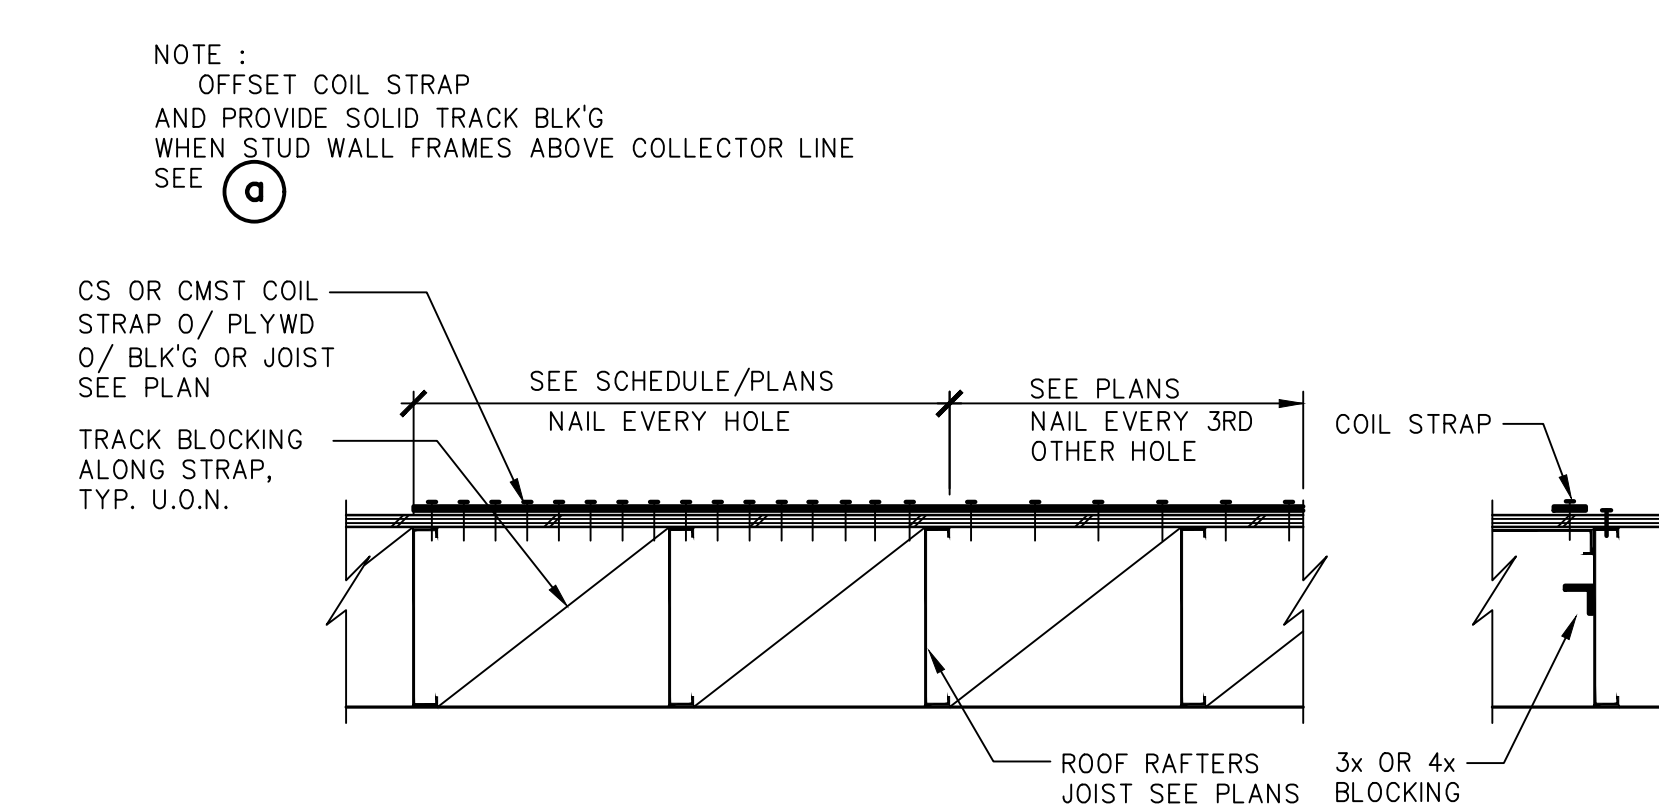 NOTE :
OFFSET COIL STRAP
AND PROVIDE SOLID TRACK BLK'G
WHEN STUD WALL FRAMES ABOVE COLLECTOR LINE
SEE a
CS OR CMST COIL
STRAP O/ PLYWD
O/ BLK'G OR JOIST
SEE PLAN
TRACK BLOCKING
ALONG STRAP,
TYP. U.O.N.
SEE SCHEDULE/PLANS
NAIL EVERY HOLE
SEE PLANS
NAIL EVERY 3RD
OTHER HOLE
COIL STRAP
ROOF RAFTERS
JOIST SEE PLANS
3x OR 4x
BLOCKING